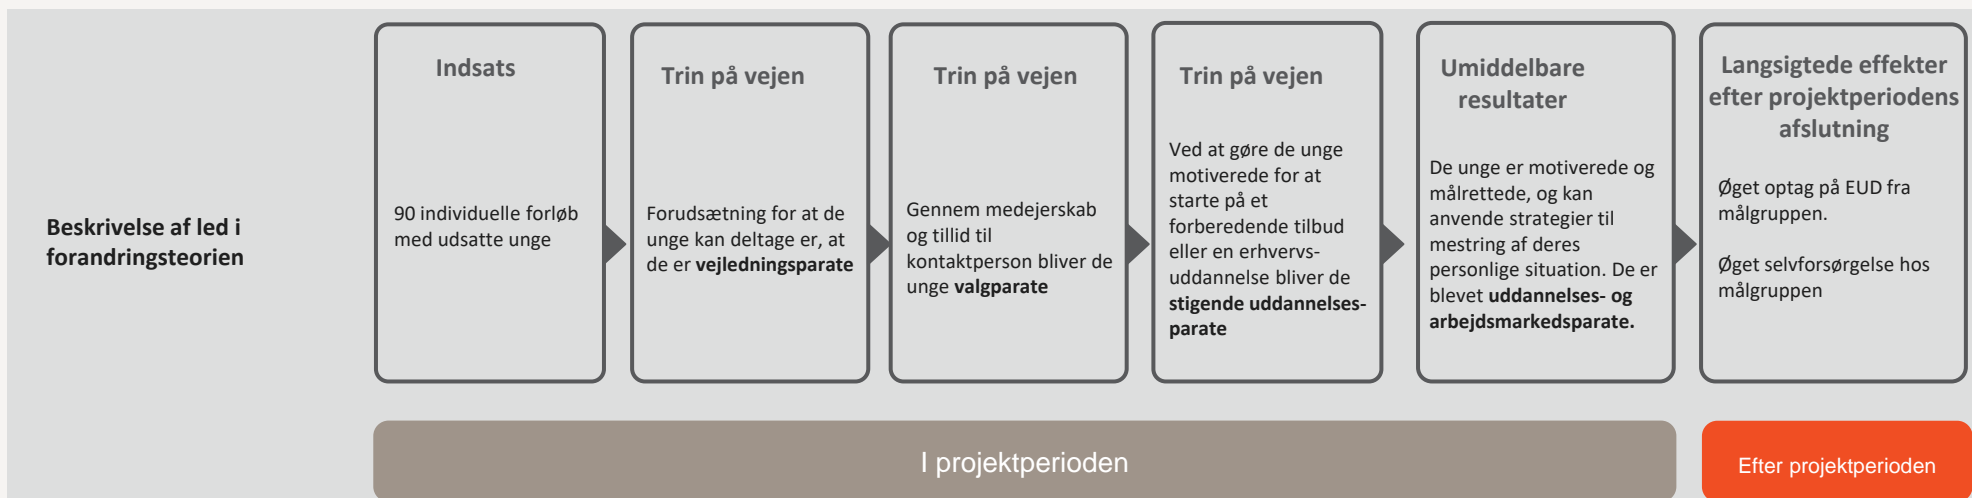 Beskrivelse af led i
forandringsteorien
Indsats
90 individuelle forløb
med udsatte unge
Trin på vejen
Forudsætning for at de
unge kan deltage er, at
de er vejledningsparate
Trin på vejen
Gennem medejerskab
og tillid til
kontaktperson bliver de
unge valgparate
Trin på vejen
Ved at gøre de unge
motiverede for at
starte på et
forberedende tilbud
eller en erhvervs-
uddannelse bliver de
stigende uddannelses-
parate
Umiddelbare
resultater
De unge er motiverede og
målrettede, og kan
anvende strategier til
mestring af deres
personlige situation. De er
blevet uddannelses- og
arbejdsmarkedsparate.
Langsigtede effekter
efter projektperiodens
afslutning
Øget optag på EUD fra
målgruppen.
Øget selvforsørgelse hos
målgruppen
I projektperioden
Efter projektperioden